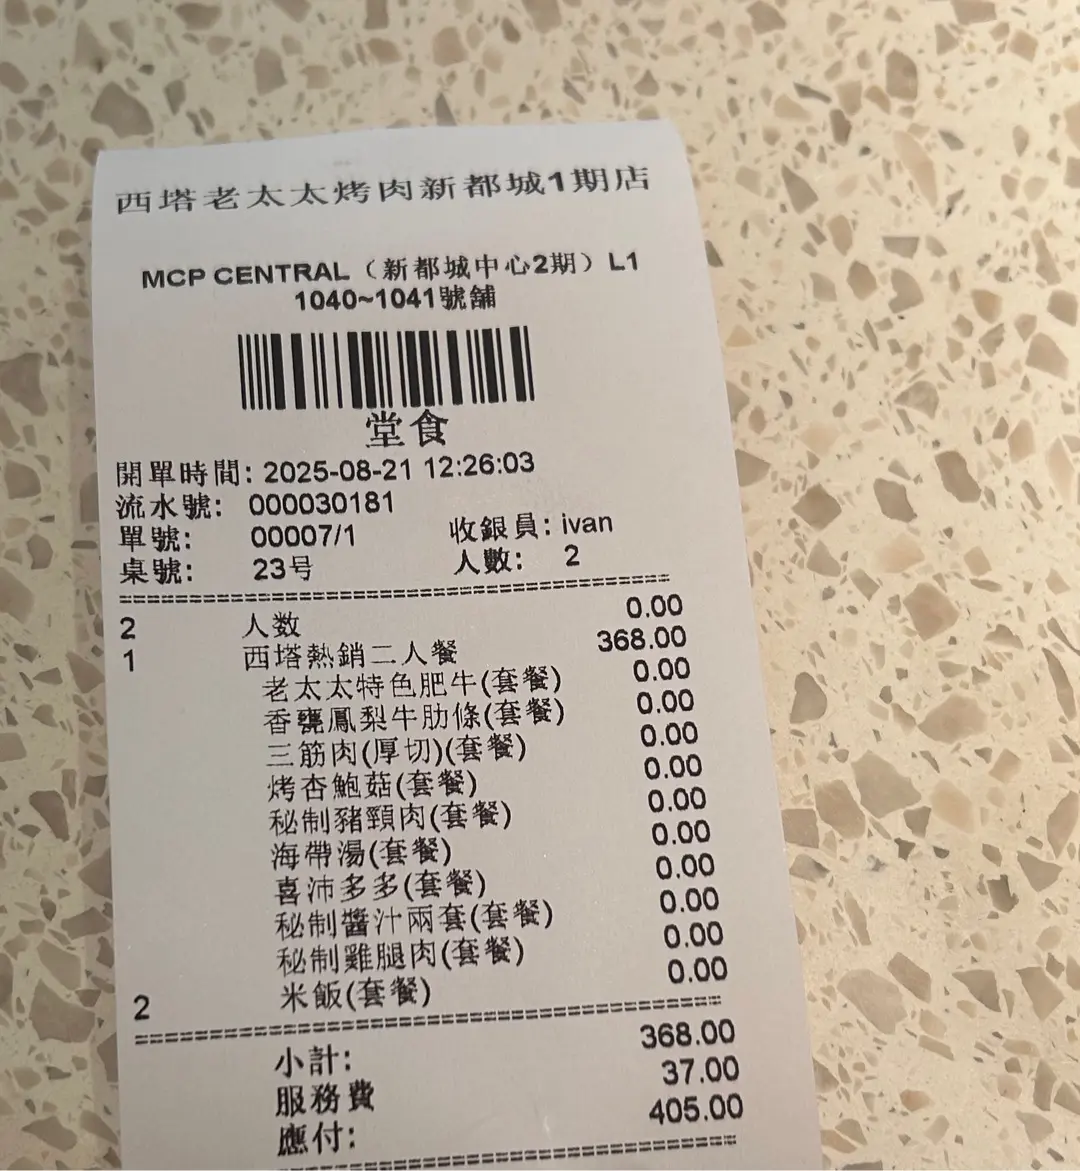 西塔老太太烤肉新都城1期店
MCP CENTRAL（新都城中心2期）L1
1040~1041號舖
堂食
開單時間: 2025-08-21 12:26:03
流水號: 000030181
單號: 00007/1 收銀員: ivan
桌號: 23号 人數: 2
2 人数 0.00
1 西塔熱銷二人餐 368.00
老太太特色肥牛(套餐) 0.00
香甕鳳梨牛肋條(套餐) 0.00
三筋肉(厚切)(套餐) 0.00
烤杏鮑菇(套餐) 0.00
秘制豬頸肉(套餐) 0.00
海帶湯(套餐) 0.00
喜沛多多(套餐) 0.00
秘制醬汁兩套(套餐) 0.00
秘制雞腿肉(套餐) 0.00
2 米飯(套餐) 0.00
小計: 368.00
服務費 37.00
應付: 405.00